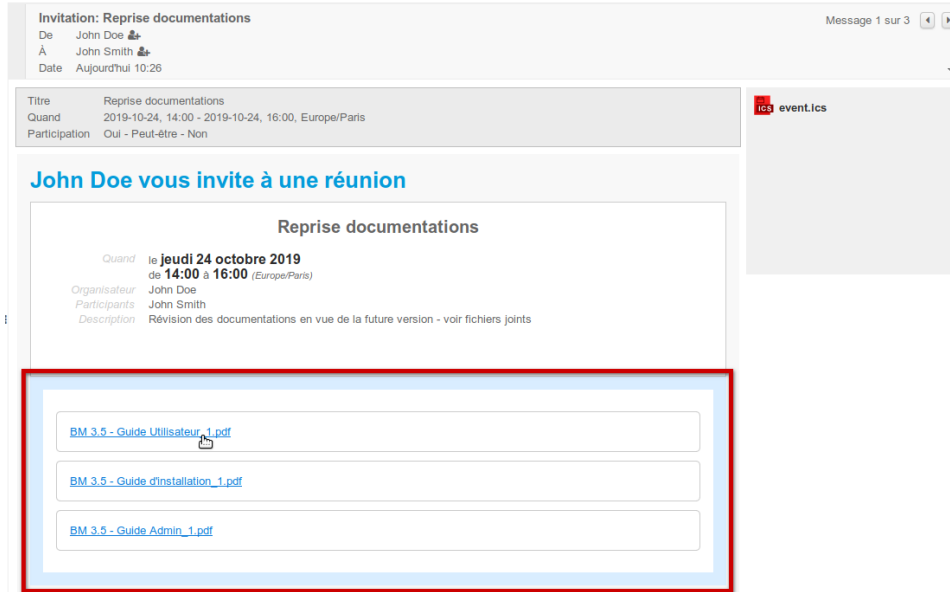 Invitation: Reprise documentations
Message 1 sur 3
De John Doe
À John Smith
Date Aujourd'hui 10:26
Titre Reprise documentations
Quand 2019-10-24, 14:00 - 2019-10-24, 16:00, Europe/Paris
Participation Oui - Peut-être - Non
ICS event.ics
John Doe vous invite à une réunion
Reprise documentations
Quand le jeudi 24 octobre 2019
de 14:00 à 16:00 (Europe/Paris)
Organisateur John Doe
Participants John Smith
Description Révision des documentations en vue de la future version - voir fichiers joints
BM 3.5 - Guide Utilisateur_1.pdf
BM 3.5 - Guide d'installation_1.pdf
BM 3.5 - Guide Admin_1.pdf